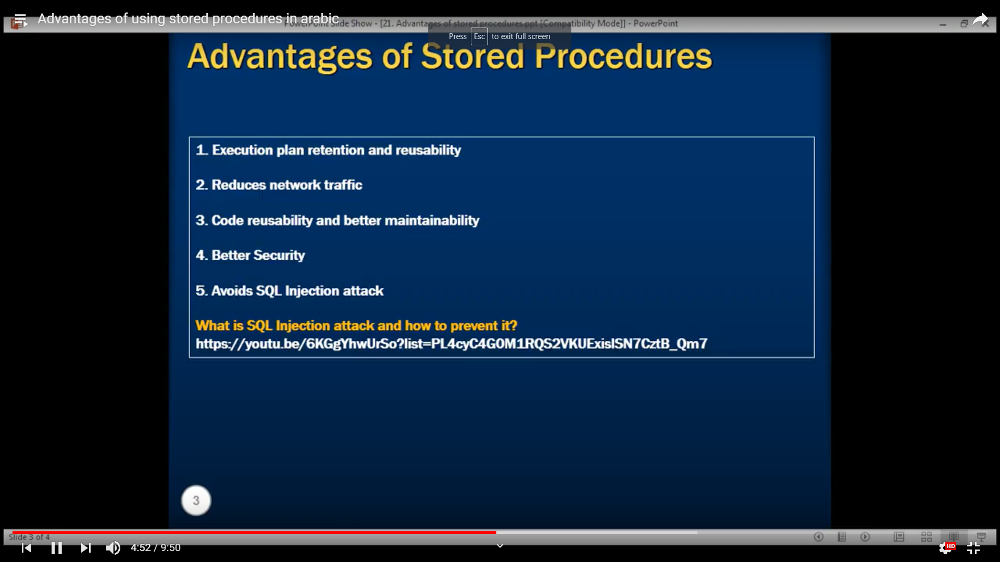 Advantages of using stored procedures in arabic
PowerPoint Slide Show - [21. Advantages of stored procedures.ppt [Compatibility Mode]] - PowerPoint
Press Esc to exit full screen
Advantages of Stored Procedures
1. Execution plan retention and reusability
2. Reduces network traffic
3. Code reusability and better maintainability
4. Better Security
5. Avoids SQL Injection attack
What is SQL Injection attack and how to prevent it?
https://youtu.be/6KGgYhwUrSo?list=PL4cyC4G0M1RQS2VKUExisISN7CztB_Qm7
3
Slide 3 of 4
4:52 / 9:50
HD